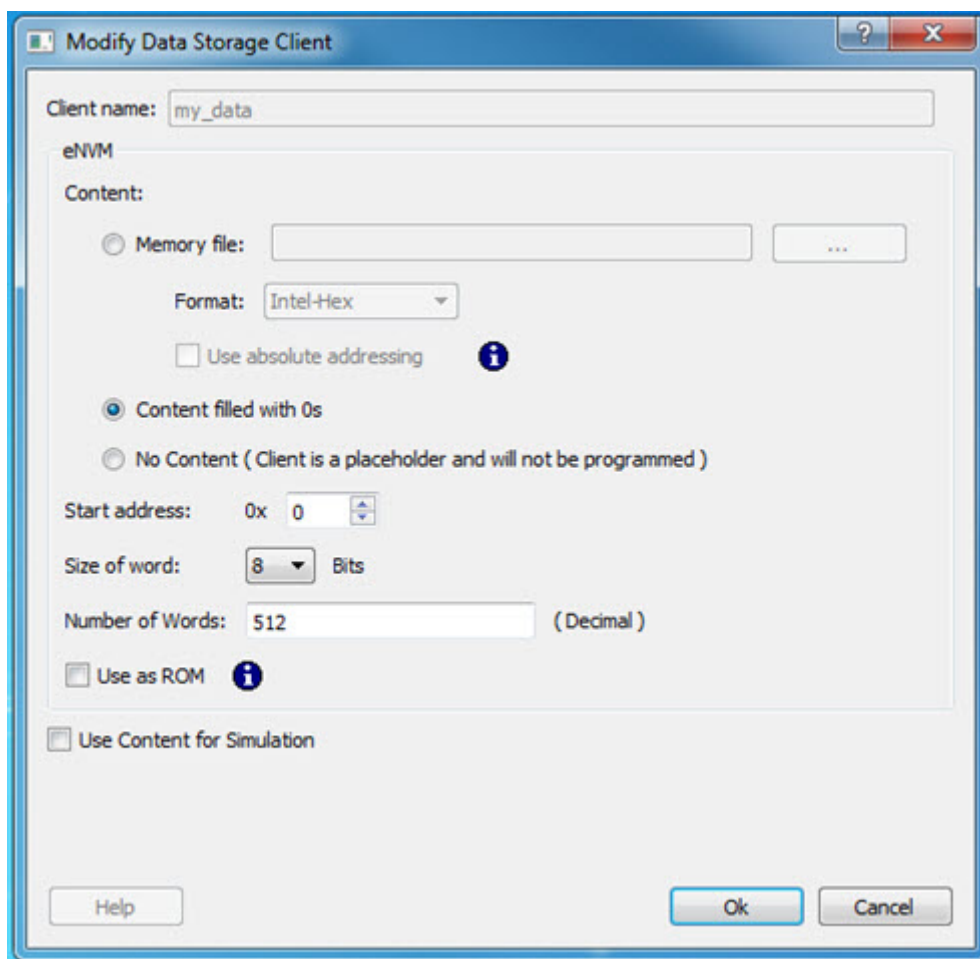 Modify Data Storage Client
Client name: my_data
eNVM
Content:
Memory file: ...
Format: Intel-Hex
Use absolute addressing
Content filled with 0s
No Content ( Client is a placeholder and will not be programmed )
Start address: 0x 0
Size of word: 8 Bits
Number of Words: 512 ( Decimal )
Use as ROM
Use Content for Simulation
Help Ok Cancel